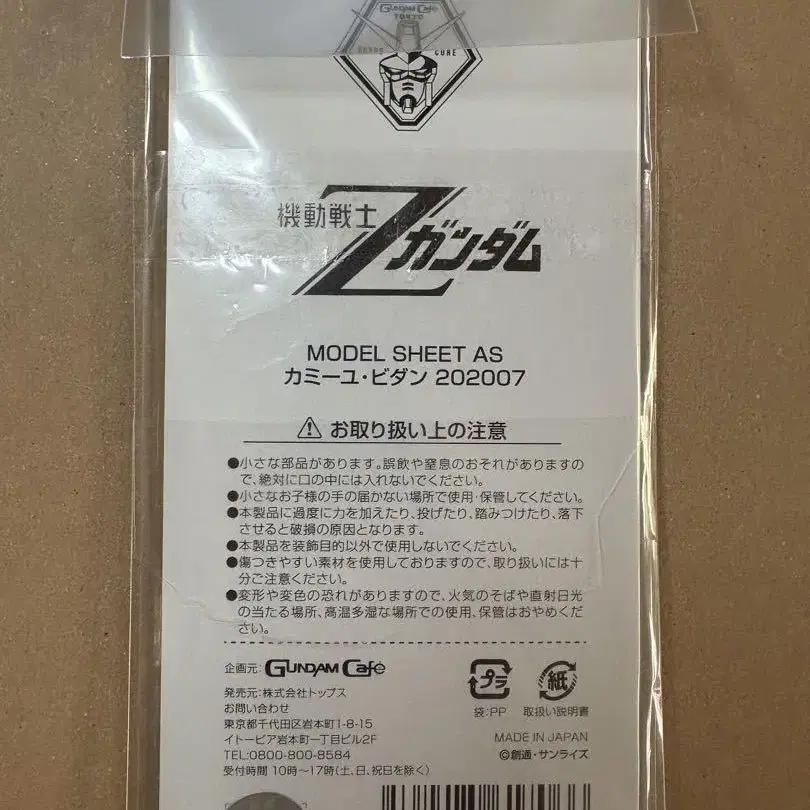 GUNDAM Cafe
TOKYO
CORE
機動戦士
Zガンダム
MODEL SHEET AS
カミーユ・ビダン 202007
お取り扱い上の注意
●小さな部品があります。誤飲や窒息のおそれがありますの
で、絶対に口の中には入れないでください。
●小さなお子様の手の届かない場所で使用・保管してください。
●本製品に過度に力を加えたり、投げたり、踏みつけたり、落下
させると破損の原因となります。
●本製品を装飾目的以外で使用しないでください。
●傷つきやすい素材を使用しておりますので、取り扱いには十
分ご注意ください。
●変形や変色の恐れがありますので、火気のそばや直射日光
の当たる場所、高温多湿な場所での使用、保管はおやめくだ
さい。
企画元: GUNDAM Cafe
発売元:株式会社トップス
お問い合わせ
東京都千代田区岩本町1-8-15
イトーピア岩本町一丁目ビル2F
TEL:0800-800-8584
受付時間 10時〜17時(土、日、祝日を除く)
プラ
袋:PP
紙
取扱い説明書
MADE IN JAPAN
©創通・サンライズ